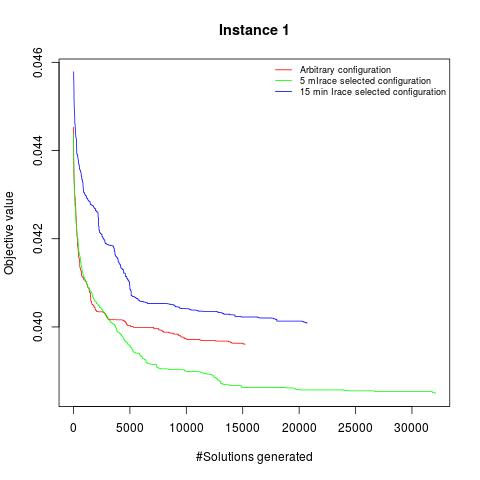 Instance 1
0.046
0.044
0.042
0.040
Objective value
Arbitrary configuration
5 mIrace selected configuration
15 min Irace selected configuration
0 5000 10000 15000 20000 25000 30000
#Solutions generated